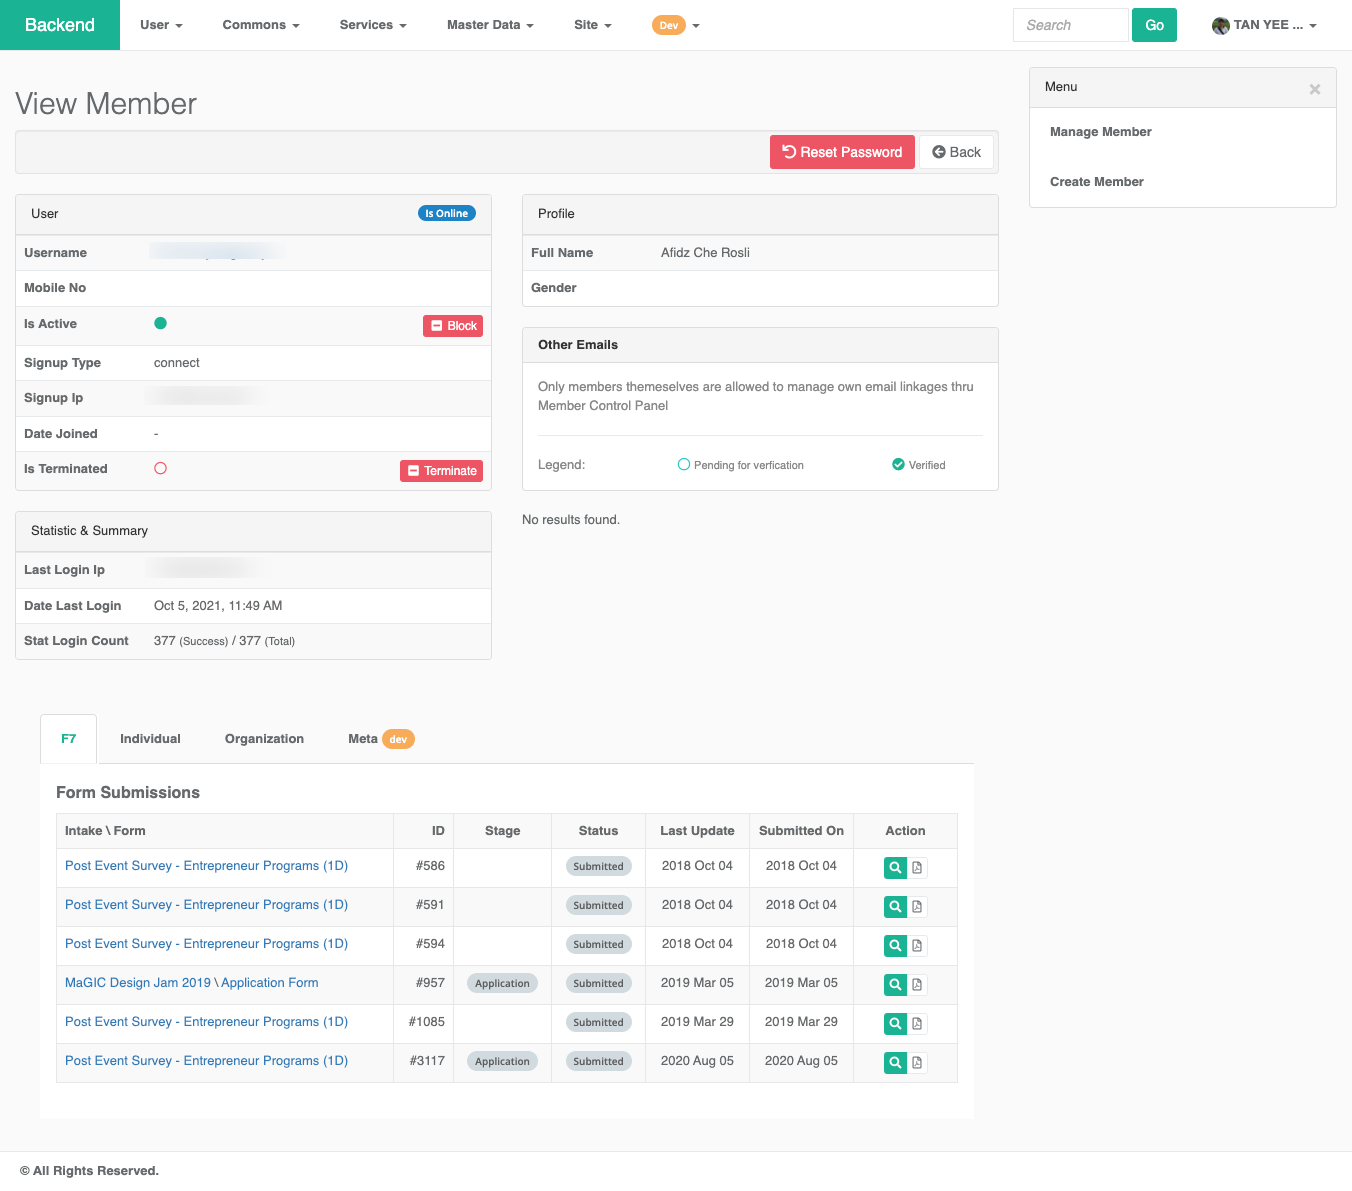 Backend
User
Commons
Services
Master Data
Site
Dev
Search
Go
TAN YEE ...
View Member
Reset Password
Back
Menu
×
Manage Member
Create Member
User
Is Online
Username
Mobile No
Is Active
Block
Signup Type
connect
Signup Ip
Date Joined
-
Is Terminated
Terminate
Profile
Full Name
Afidz Che Rosli
Gender
Other Emails
Only members themeselves are allowed to manage own email linkages thru
Member Control Panel
Legend:
Pending for verfication
Verified
No results found.
Statistic & Summary
Last Login Ip
Date Last Login
Oct 5, 2021, 11:49 AM
Stat Login Count
377 (Success) / 377 (Total)
F7
Individual
Organization
Meta dev
Form Submissions
Intake \ Form ID Stage Status Last Update Submitted On Action
Post Event Survey - Entrepreneur Programs (1D) #586 Submitted 2018 Oct 04 2018 Oct 04
Post Event Survey - Entrepreneur Programs (1D) #591 Submitted 2018 Oct 04 2018 Oct 04
Post Event Survey - Entrepreneur Programs (1D) #594 Submitted 2018 Oct 04 2018 Oct 04
MaGIC Design Jam 2019 \ Application Form #957 Application Submitted 2019 Mar 05 2019 Mar 05
Post Event Survey - Entrepreneur Programs (1D) #1085 Submitted 2019 Mar 29 2019 Mar 29
Post Event Survey - Entrepreneur Programs (1D) #3117 Application Submitted 2020 Aug 05 2020 Aug 05
© All Rights Reserved.